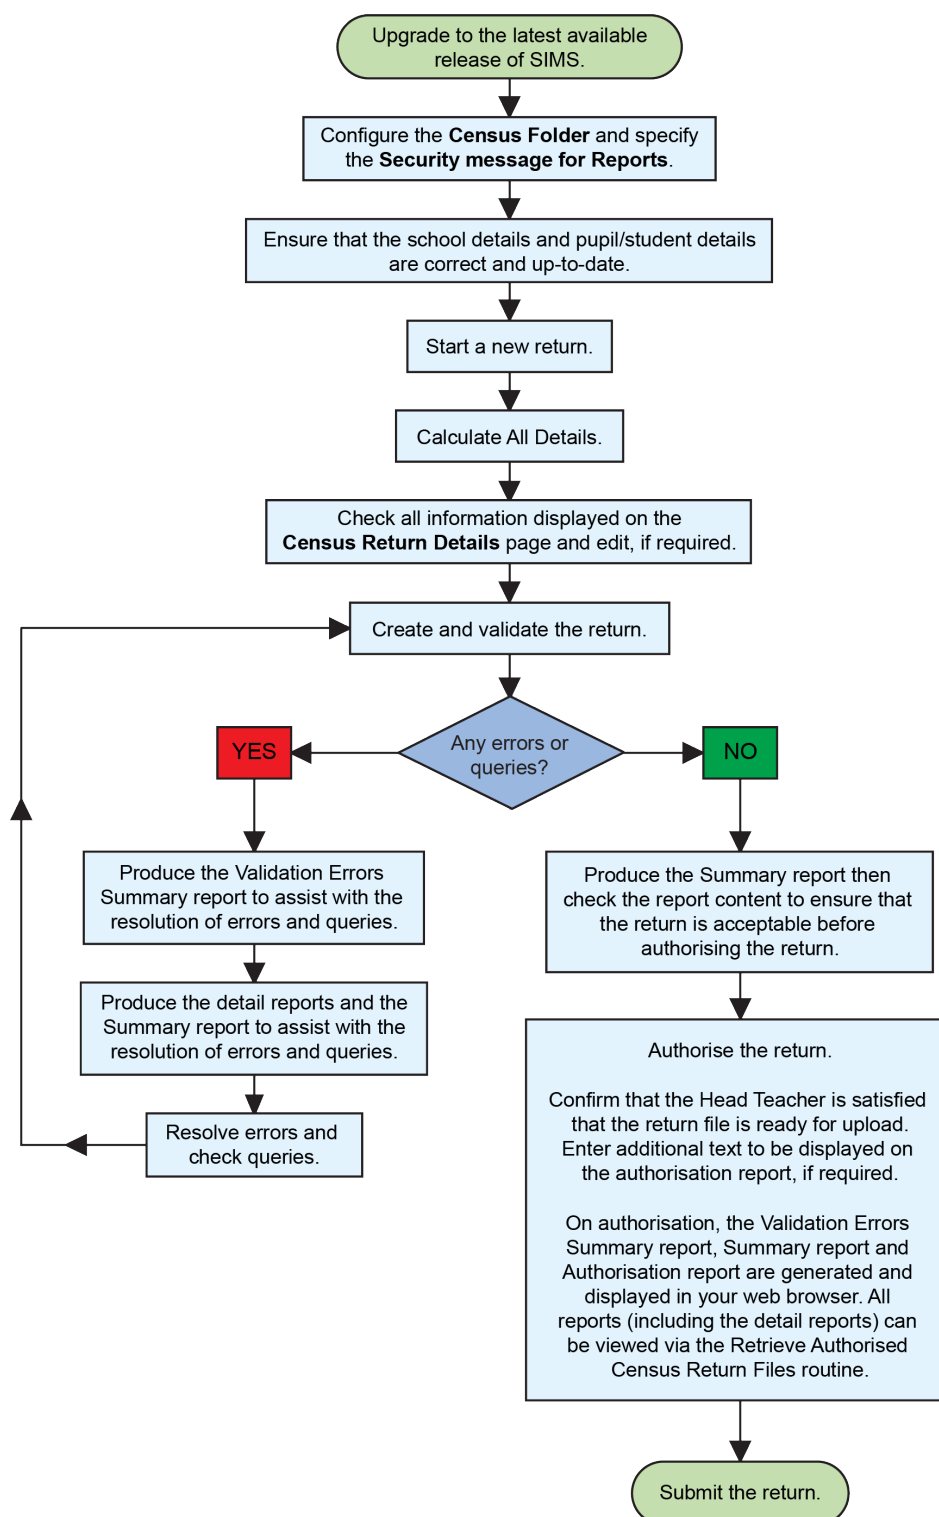 Upgrade to the latest available
release of SIMS.
Configure the Census Folder and specify
the Security message for Reports.
Ensure that the school details and pupil/student details
are correct and up-to-date.
Start a new return.
Calculate All Details.
Check all information displayed on the
Census Return Details page and edit, if required.
Create and validate the return.
Any errors or
queries?
YES
NO
Produce the Validation Errors
Summary report to assist with the
resolution of errors and queries.
Produce the detail reports and the
Summary report to assist with the
resolution of errors and queries.
Resolve errors and
check queries.
Produce the Summary report then
check the report content to ensure that
the return is acceptable before
authorising the return.
Authorise the return.
Confirm that the Head Teacher is satisfied
that the return file is ready for upload.
Enter additional text to be displayed on
the authorisation report, if required.
On authorisation, the Validation Errors
Summary report, Summary report and
Authorisation report are generated and
displayed in your web browser. All
reports (including the detail reports) can
be viewed via the Retrieve Authorised
Census Return Files routine.
Submit the return.